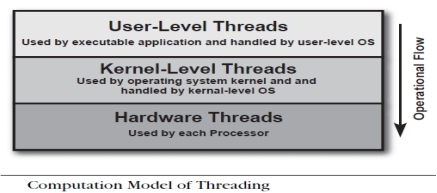 User-Level Threads
Used by executable application and handled by user-level OS
Kernel-Level Threads
Used by operating system kernel and and
handled by kernal-level OS
Hardware Threads
Used by each Processor
Operational Flow
Computation Model of Threading